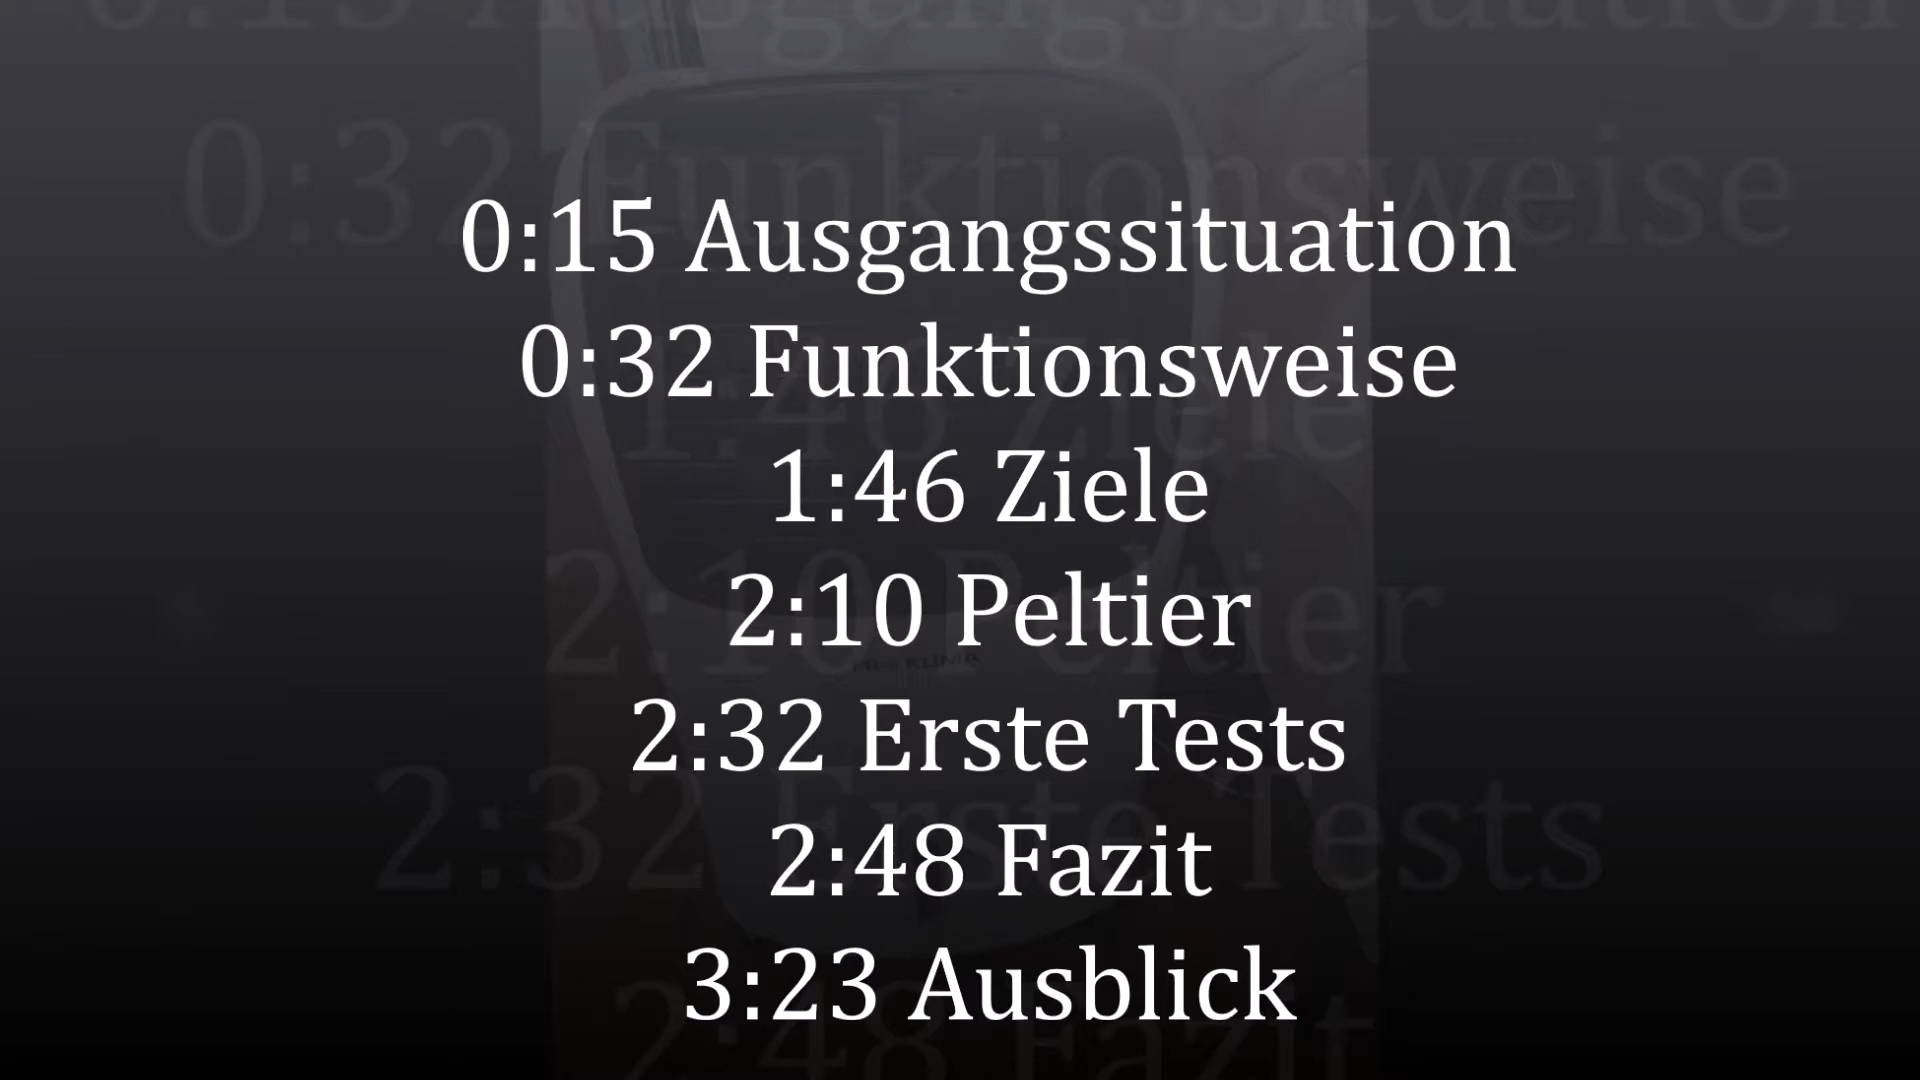 0:15 Ausgangssituation
0:32 Funktionsweise
1:46 Ziele
2:10 Peltier
2:32 Erste Tests
2:48 Fazit
3:23 Ausblick